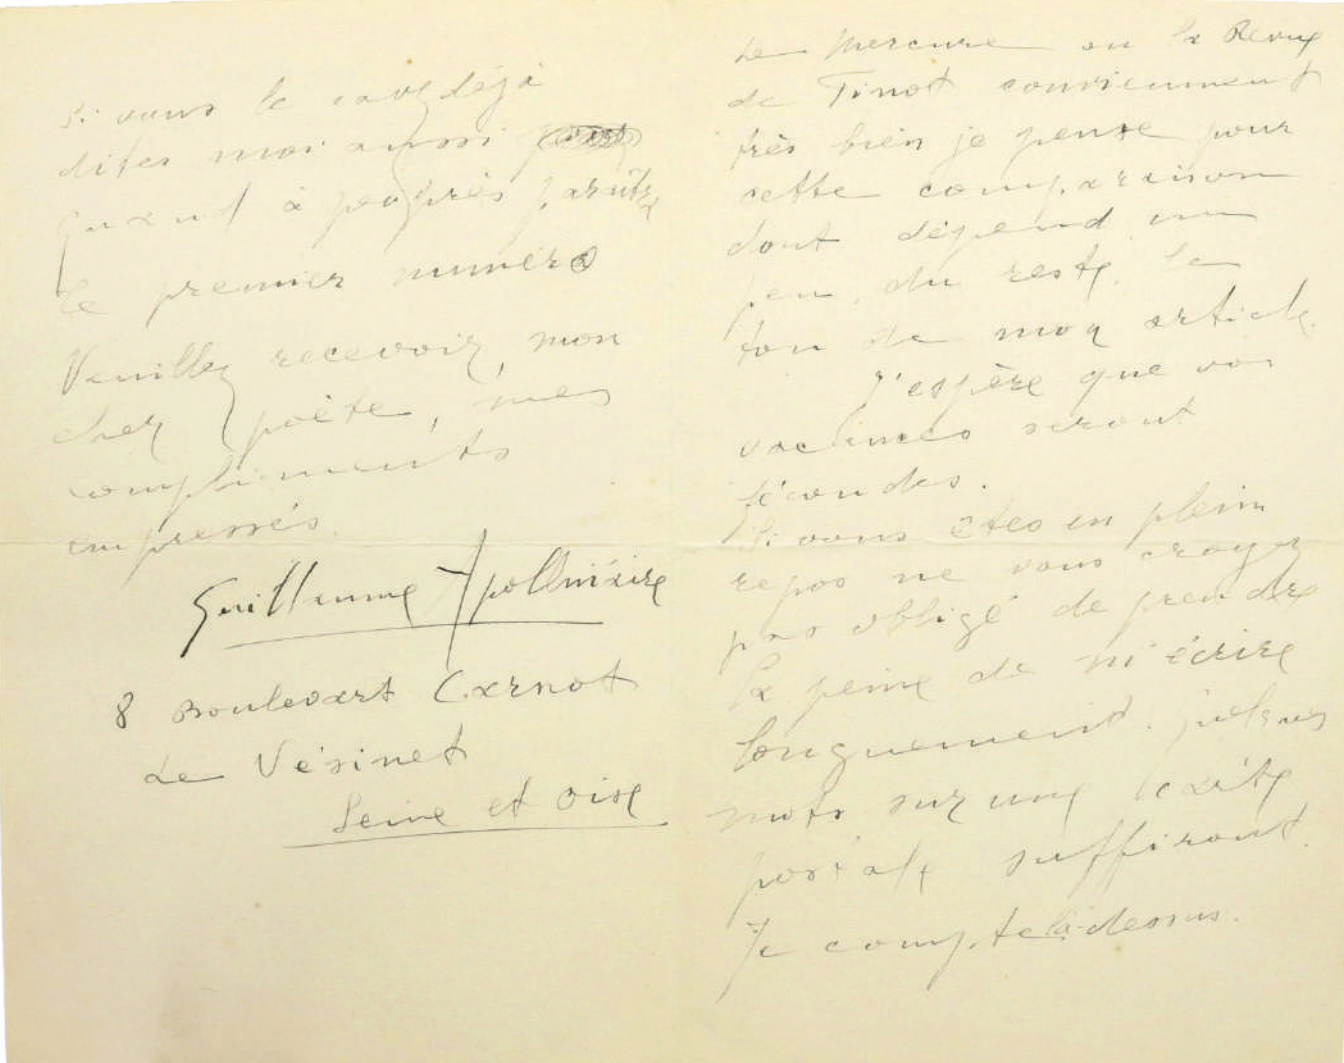 Le Mercure ou la Revue
de Tinot conviennent
très bien je pense pour
cette comparaison
dont dépend un
peu, du reste, le
ton de mon article.
J'espère que vos
vacances seront
fécondes.
Si vous êtes en plein
repos ne vous croyez
pas obligé de prendre
la peine de m'écrire
longuement. quelques
mots sur une carte
postale suffiront.
Je compte là-dessus.
Si vous le savez déjà
dites moi aussi
quand à peu près paraîtra
le premier numéro
Veuillez recevoir, mon
cher poète, mes
compliments
empressés.
Guillaume Apollinaire
8 Boulevart Carnot
Le Vésinet
Seine et Oise